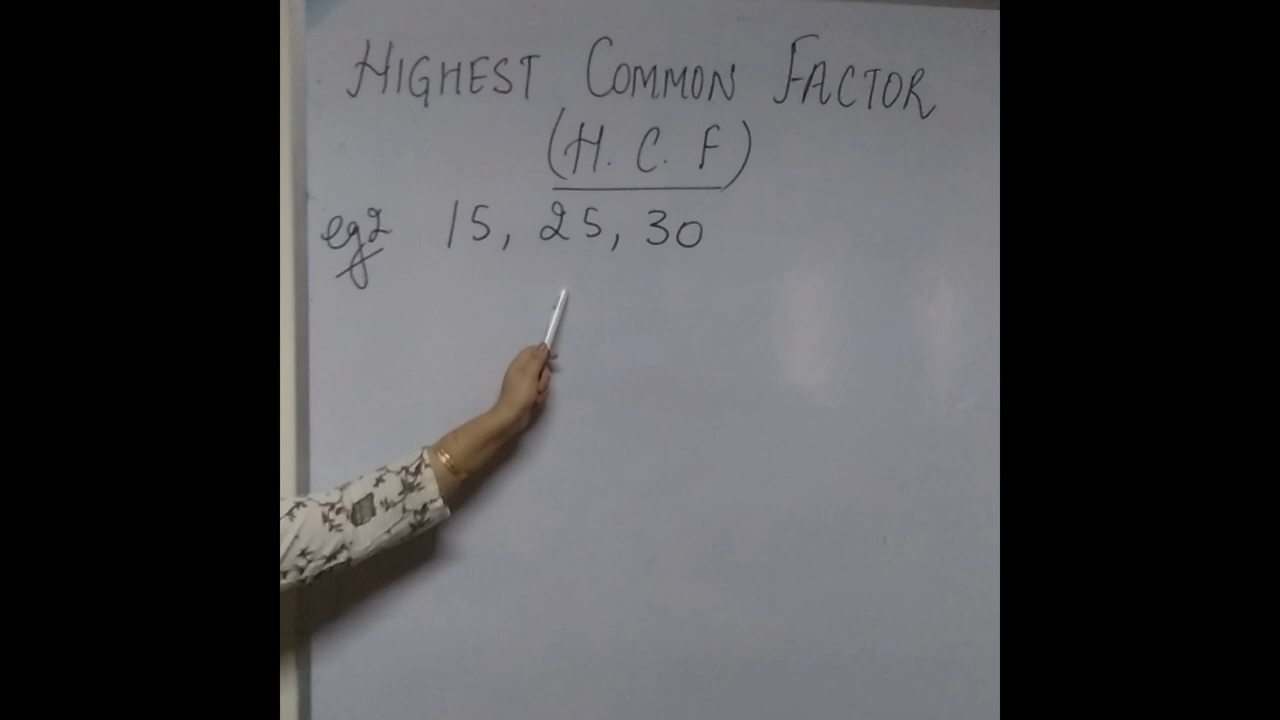 HIGHEST COMMON FACTOR
(H. C. F)
eg2 15, 25, 30